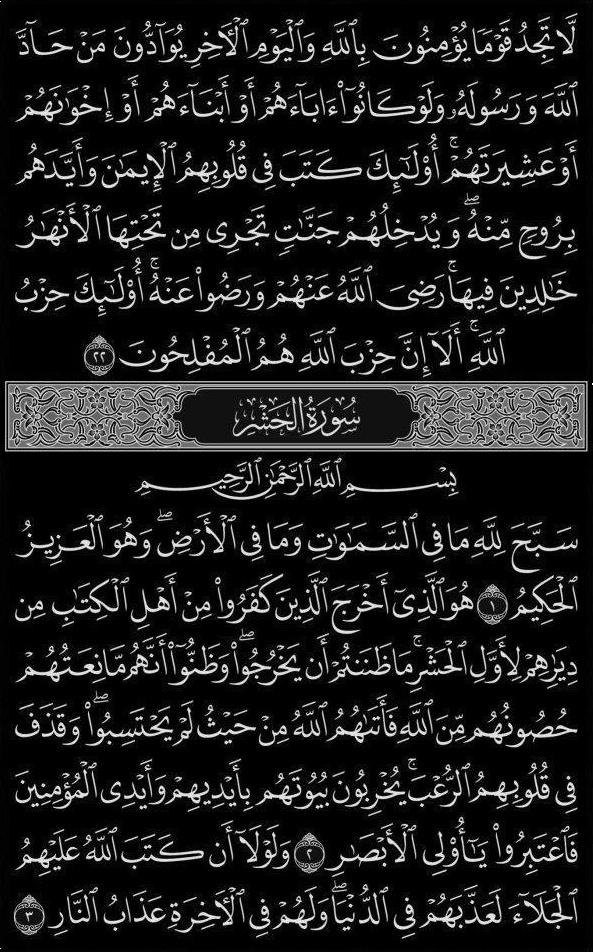 لَّا تَجِدُ قَوْمًا يُؤْمِنُونَ بِٱللَّهِ وَٱلْيَوْمِ ٱلْأَخِرِ يُوَآدُّونَ مَنْ حَآدَّ
ٱللَّهَ وَرَسُولَهُۥ وَلَوْ كَانُوٓا۟ ءَابَآءَهُمْ أَوْ أَبْنَآءَهُمْ أَوْ إِخْوَٰنَهُمْ
أَوْ عَشِيرَتَهُمْ ۚ أُو۟لَـٰٓئِكَ كَتَبَ فِى قُلُوبِهِمُ ٱلْإِيمَـٰنَ وَأَيَّدَهُم
بِرُوحٍ مِّنْهُ ۖ وَيُدْخِلُهُمْ جَنَّـٰتٍ تَجْرِى مِن تَحْتِهَا ٱلْأَنْهَـٰرُ
خَـٰلِدِينَ فِيهَا ۚ رَضِىَ ٱللَّهُ عَنْهُمْ وَرَضُوا۟ عَنْهُ ۚ أُو۟لَـٰٓئِكَ حِزْبُ
ٱللَّهِ ۚ أَلَآ إِنَّ حِزْبَ ٱللَّهِ هُمُ ٱلْمُفْلِحُونَ ٢٢
سُورَةُ الحَشْرِ
بِسْمِ ٱللَّهِ ٱلرَّحْمَـٰنِ ٱلرَّحِيمِ
سَبَّحَ لِلَّهِ مَا فِى ٱلسَّمَـٰوَٰتِ وَمَا فِى ٱلْأَرْضِ ۖ وَهُوَ ٱلْعَزِيزُ
ٱلْحَكِيمُ ١ هُوَ ٱلَّذِىٓ أَخْرَجَ ٱلَّذِينَ كَفَرُوا۟ مِنْ أَهْلِ ٱلْكِتَـٰبِ مِن
دِيَـٰرِهِمْ لِأَوَّلِ ٱلْحَشْرِ ۚ مَا ظَنَنتُمْ أَن يَخْرُجُوا۟ ۖ وَظَنُّوٓا۟ أَنَّهُم مَّانِعَتُهُمْ
حُصُونُهُم مِّنَ ٱللَّهِ فَأَتَىٰهُمُ ٱللَّهُ مِنْ حَيْثُ لَمْ يَحْتَسِبُوا۟ ۖ وَقَذَفَ
فِى قُلُوبِهِمُ ٱلرُّعْبَ ۚ يُخْرِبُونَ بُيُوتَهُم بِأَيْدِيهِمْ وَأَيْدِى ٱلْمُؤْمِنِينَ
فَٱعْتَبِرُوا۟ يَـٰٓأُو۟لِى ٱلْأَبْصَـٰرِ ٢ وَلَوْلَآ أَن كَتَبَ ٱللَّهُ عَلَيْهِمُ
ٱلْجَلَآءَ لَعَذَّبَهُمْ فِى ٱلدُّنْيَا ۖ وَلَهُمْ فِى ٱلْأَخِرَةِ عَذَابُ ٱلنَّارِ ٣